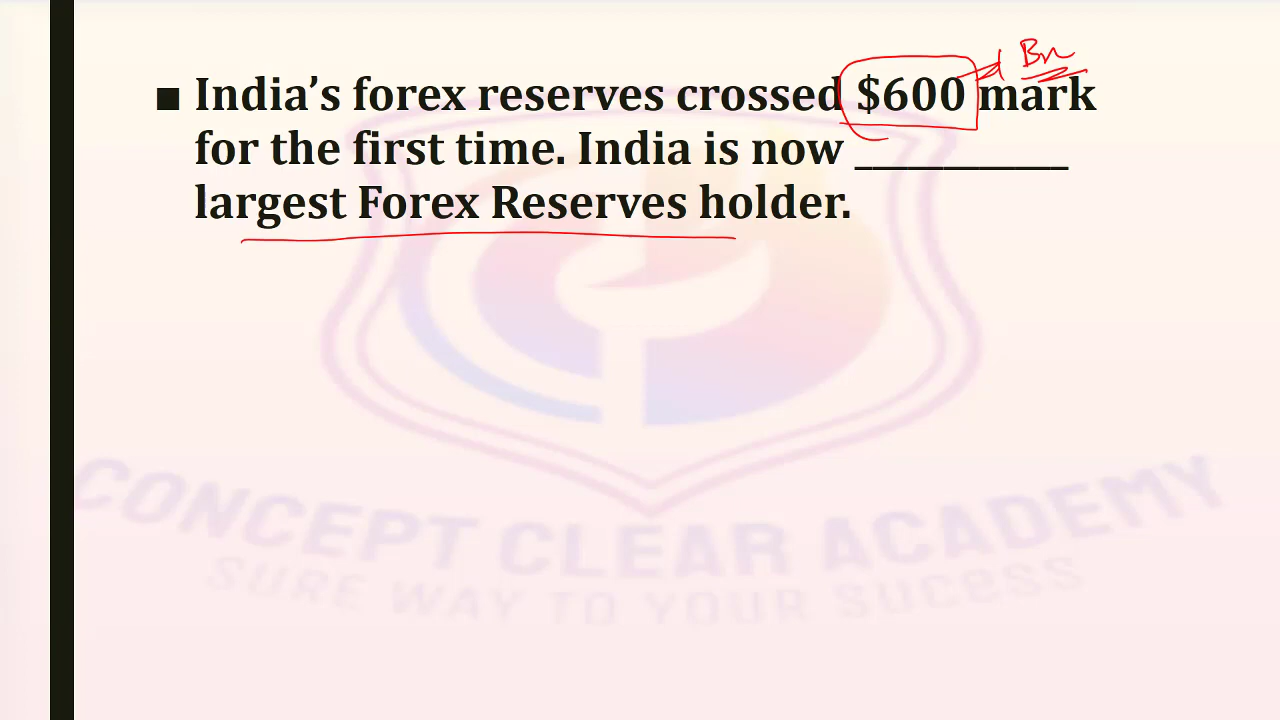 Bn
■ India’s forex reserves crossed $600 mark
for the first time. India is now __________
largest Forex Reserves holder.
CONCEPT CLEAR ACADEMY
SURE WAY TO YOUR SUCESS